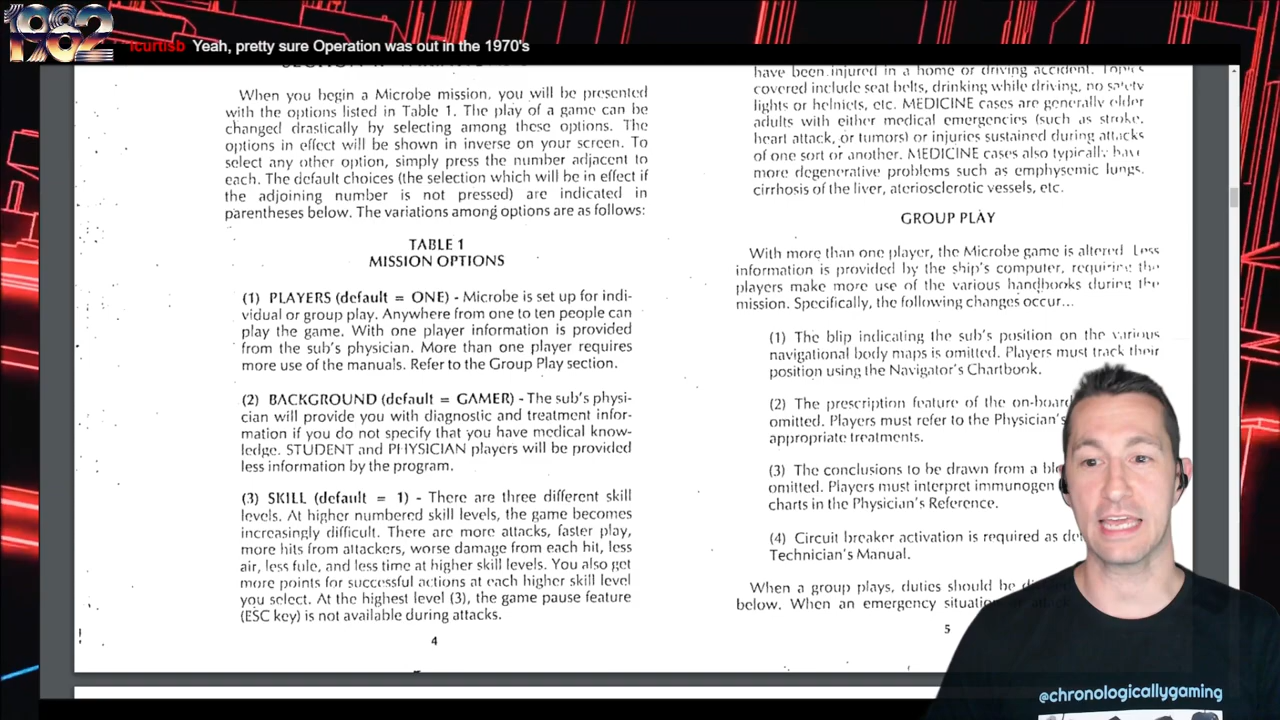 1982
1982
lcurtisb Yeah, pretty sure Operation was out in the 1970's
When you begin a Microbe mission, you will be presented
with the options listed in Table 1. The play of a game can be
changed drastically by selecting among these options. The
options in effect will be shown in inverse on your screen. To
select any other option, simply press the number adjacent to
each. The default choices (the selection which will be in effect if
the adjoining number is not pressed) are indicated in
parentheses below. The variations among options are as follows:
TABLE 1
MISSION OPTIONS
(1) PLAYERS (default = ONE) - Microbe is set up for indi-
vidual or group play. Anywhere from one to ten people can
play the game. With one player information is provided
from the sub's physician. More than one player requires
more use of the manuals. Refer to the Group Play section.
(2) BACKGROUND (default = GAMER) - The sub's physi-
cian will provide you with diagnostic and treatment infor-
mation if you do not specify that you have medical know-
ledge. STUDENT and PHYSICIAN players will be provided
less information by the program.
(3) SKILL (default = 1) - There are three different skill
levels. At higher numbered skill levels, the game becomes
increasingly difficult. There are more attacks, faster play,
more hits from attackers, worse damage from each hit, less
air, less fule, and less time at higher skill levels. You also get
more points for successful actions at each higher skill level
you select. At the highest level (3), the game pause feature
(ESC key) is not available during attacks.
4
have been injured in a home or driving accident. Topics
covered include seat belts, drinking while driving, no safety
lights or helmets, etc. MEDICINE cases are generally older
adults with either medical emergencies (such as stroke,
heart attack, or tumors) or injuries sustained during attacks
of one sort or another. MEDICINE cases also typically have
more degenerative problems such as emphysemic lungs,
cirrhosis of the liver, ateriosclerotic vessels, etc.
GROUP PLAY
With more than one player, the Microbe game is altered. Less
information is provided by the ship's computer, requiring the
players make more use of the various handbooks during the
mission. Specifically, the following changes occur...
(1) The blip indicating the sub's position on the various
navigational body maps is omitted. Players must track their
position using the Navigator's Chartbook.
(2) The prescription feature of the on-board
omitted. Players must refer to the Physician's
appropriate treatments.
(3) The conclusions to be drawn from a
omitted. Players must interpret immunogen
charts in the Physician's Reference.
(4) Circuit breaker activation is required as
Technician's Manual.
When a group plays, duties should be
below. When an emergency
5
@chronologicallygaming